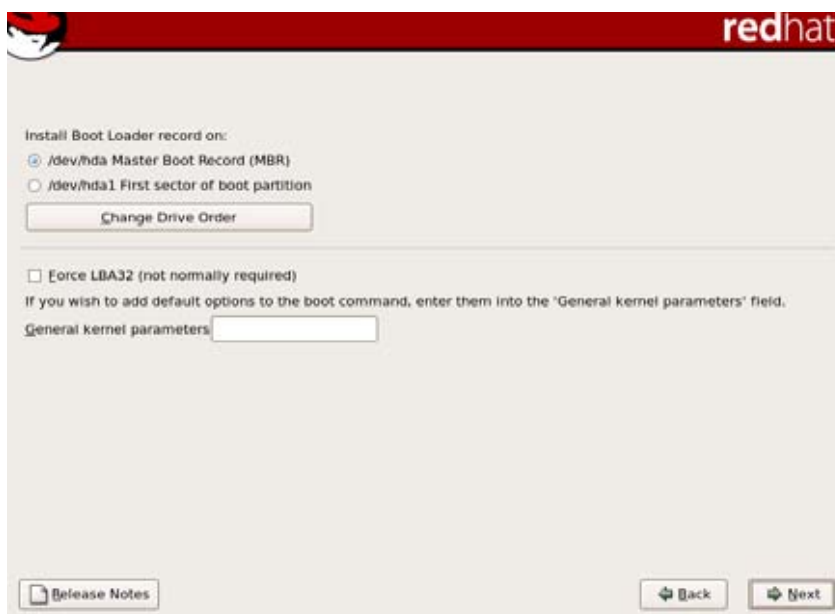 redhat
Install Boot Loader record on:
/dev/hda Master Boot Record (MBR)
/dev/hda1 First sector of boot partition
Change Drive Order
Force LBA32 (not normally required)
If you wish to add default options to the boot command, enter them into the 'General kernel parameters' field.
General kernel parameters
Release Notes
Back
Next